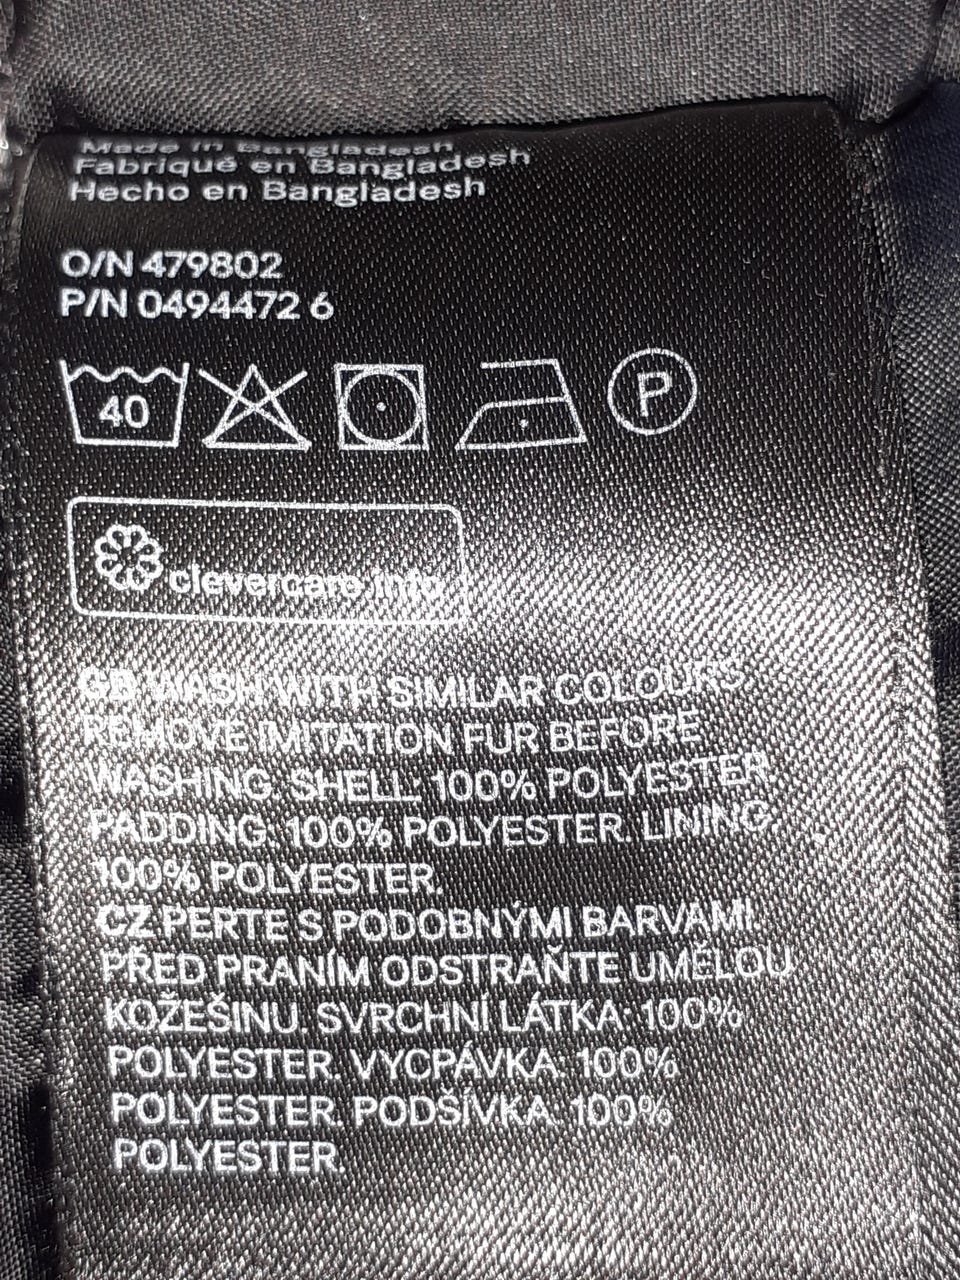 Made in Bangladesh
Fabriqué en Bangladesh
Hecho en Bangladesh
O/N 479802
P/N 0494472 6
40
P
clevercare.info
GB WASH WITH SIMILAR COLOURS.
REMOVE IMITATION FUR BEFORE
WASHING. SHELL: 100% POLYESTER.
PADDING: 100% POLYESTER. LINING:
100% POLYESTER.
CZ PERTE S PODOBNÝMI BARVAMI.
PŘED PRANÍM ODSTRAŇTE UMĚLOU
KOŽEŠINU. SVRCHNÍ LÁTKA: 100%
POLYESTER. VYCPÁVKA: 100%
POLYESTER. PODŠÍVKA: 100%
POLYESTER.